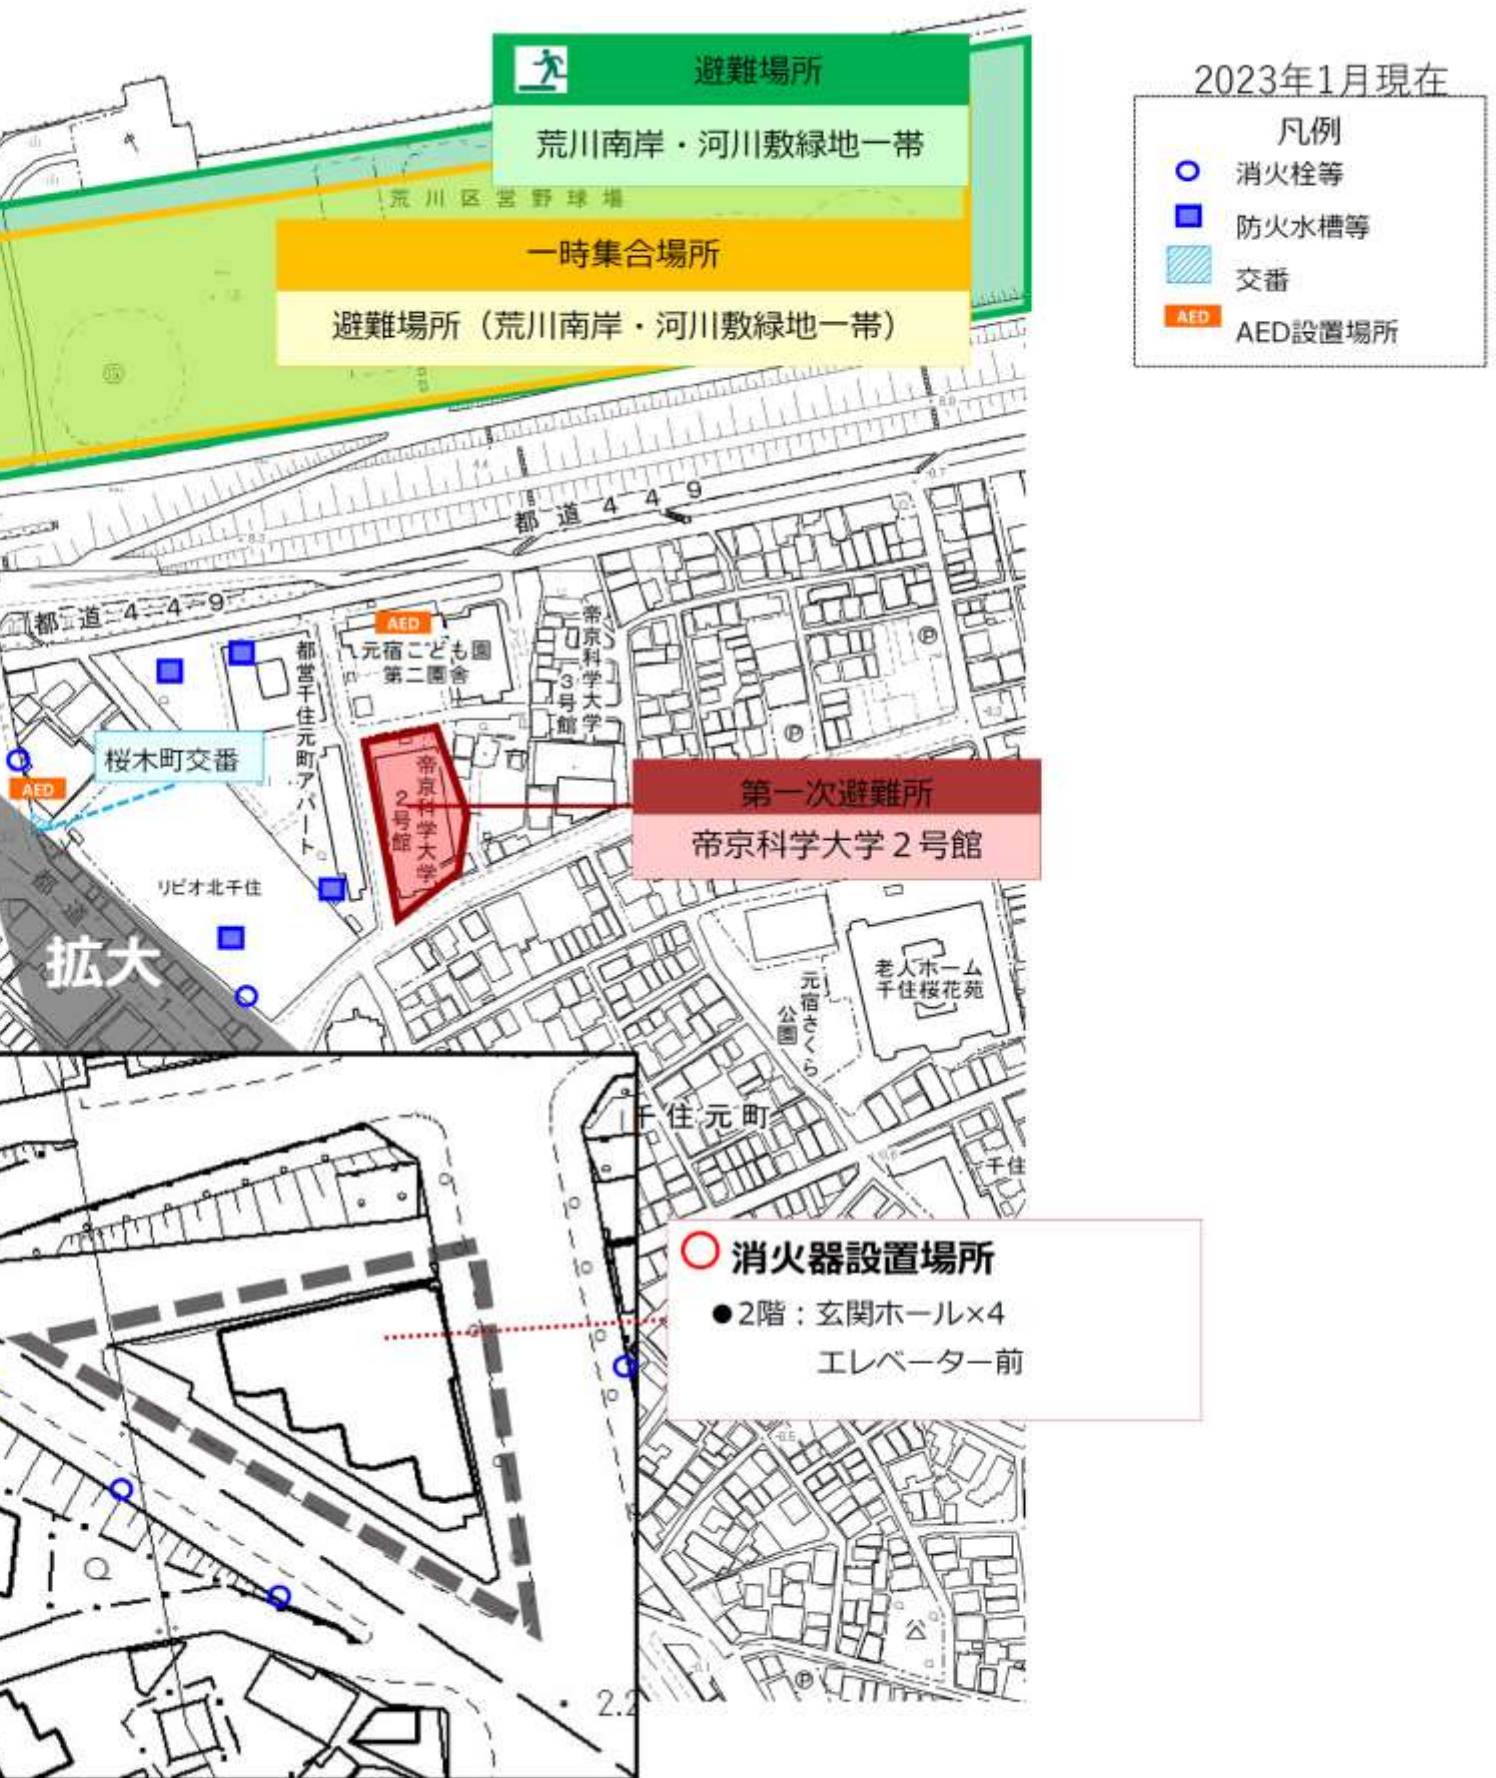 避難場所
荒川南岸・河川敷緑地一帯
荒川区営野球場
一時集合場所
避難場所（荒川南岸・河川敷緑地一帯）
2023年1月現在
凡例
消火栓等
防火水槽等
交番
AED
AED設置場所
都道449
都道449
AED
元宿こども園
第二園舎
都営千住元町アパート
帝京科学大学
3号館
桜木町交番
AED
帝京科学大学
2号館
第一次避難所
帝京科学大学２号館
リビオ北千住
都道
拡大
1
老人ホーム
千住桜花苑
元宿さくら
公園
千住元町
千住
消火器設置場所
●2階：玄関ホール×4
エレベーター前
2.2